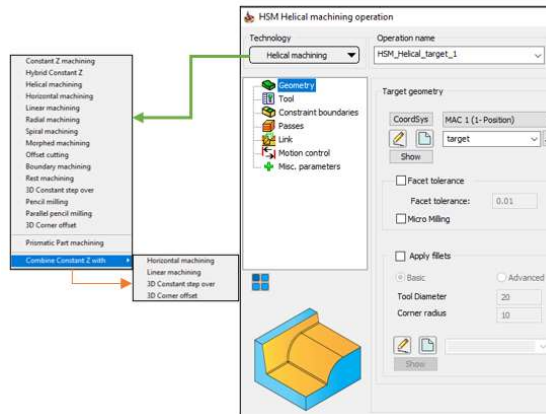 HSM Helical machining operation
Technology
Helical machining
Operation name
HSM_Helical_target_1
Constant Z machining
Hybrid Constant Z
Helical machining
Horizontal machining
Linear machining
Radial machining
Spiral machining
Morphed machining
Offset cutting
Boundary machining
Rest machining
3D Constant step over
Pencil milling
Parallel pencil milling
3D Corner offset
Prismatic Part machining
Combine Constant Z with
Horizontal machining
Linear machining
3D Constant step over
3D Corner offset
Geometry
Tool
Constraint boundaries
Passes
Link
Motion control
Misc. parameters
Target geometry
CoordSys MAC 1 (1- Position)
target
Show
Facet tolerance
Facet tolerance: 0.01
Micro Milling
Apply fillets
Basic Advanced
Tool Diameter 20
Corner radius 10
Show